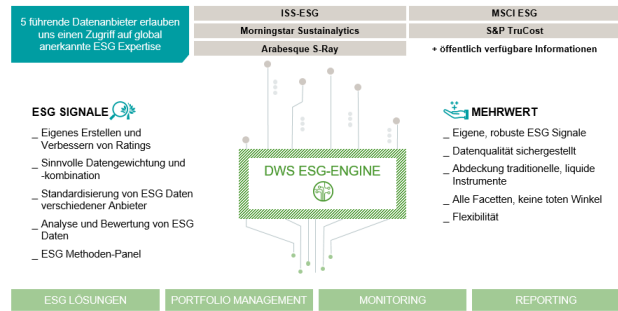 5 führende Datenanbieter erlauben
uns einen Zugriff auf global
anerkannte ESG Expertise
ISS-ESG
MSCI ESG
Morningstar Sustainalytics
S&P TruCost
Arabesque S-Ray
+ öffentlich verfügbare Informationen
ESG SIGNALE
_ Eigenes Erstellen und
Verbessern von Ratings
_ Sinnvolle Datengewichtung und
-kombination
_ Standardisierung von ESG Daten
verschiedener Anbieter
_ Analyse und Bewertung von ESG
Daten
_ ESG Methoden-Panel
DWS ESG-ENGINE
MEHRWERT
_ Eigene, robuste ESG Signale
_ Datenqualität sichergestellt
_ Abdeckung traditionelle, liquide
Instrumente
_ Alle Facetten, keine toten Winkel
_ Flexibilität
ESG LÖSUNGEN
PORTFOLIO MANAGEMENT
MONITORING
REPORTING